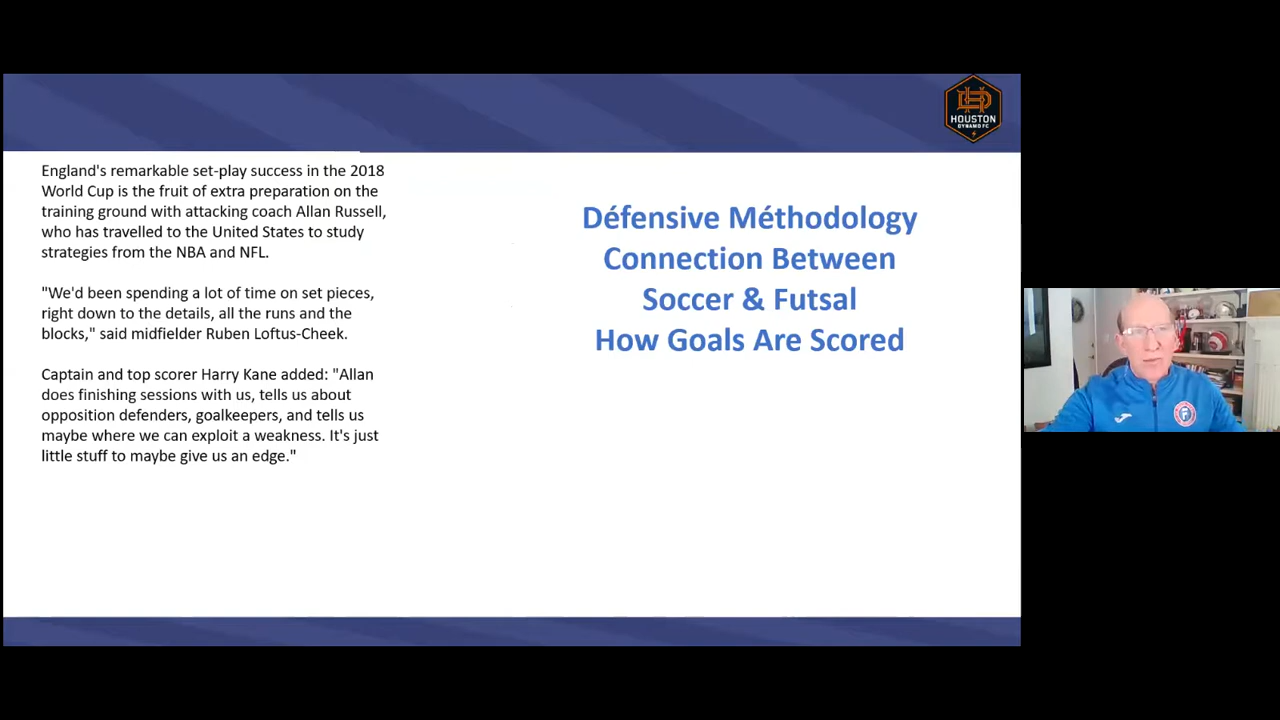 HOUSTON
DYNAMO FC
England's remarkable set-play success in the 2018
World Cup is the fruit of extra preparation on the
training ground with attacking coach Allan Russell,
who has travelled to the United States to study
strategies from the NBA and NFL.
"We'd been spending a lot of time on set pieces,
right down to the details, all the runs and the
blocks," said midfielder Ruben Loftus-Cheek.
Captain and top scorer Harry Kane added: "Allan
does finishing sessions with us, tells us about
opposition defenders, goalkeepers, and tells us
maybe where we can exploit a weakness. It's just
little stuff to maybe give us an edge."
Défensive Méthodology
Connection Between
Soccer & Futsal
How Goals Are Scored